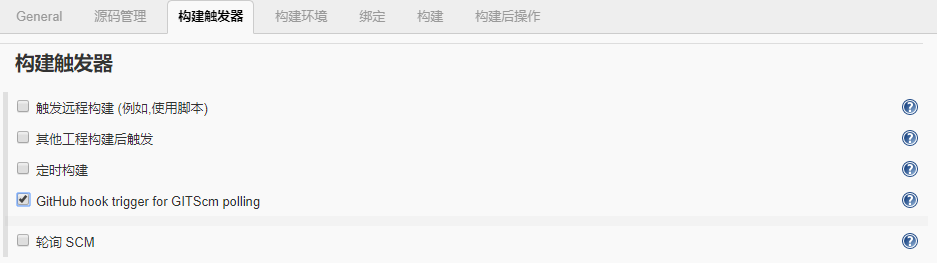 General 源码管理 构建触发器 构建环境 绑定 构建 构建后操作
构建触发器
触发远程构建 (例如,使用脚本)
其他工程构建后触发
定时构建
GitHub hook trigger for GITScm polling
轮询 SCM